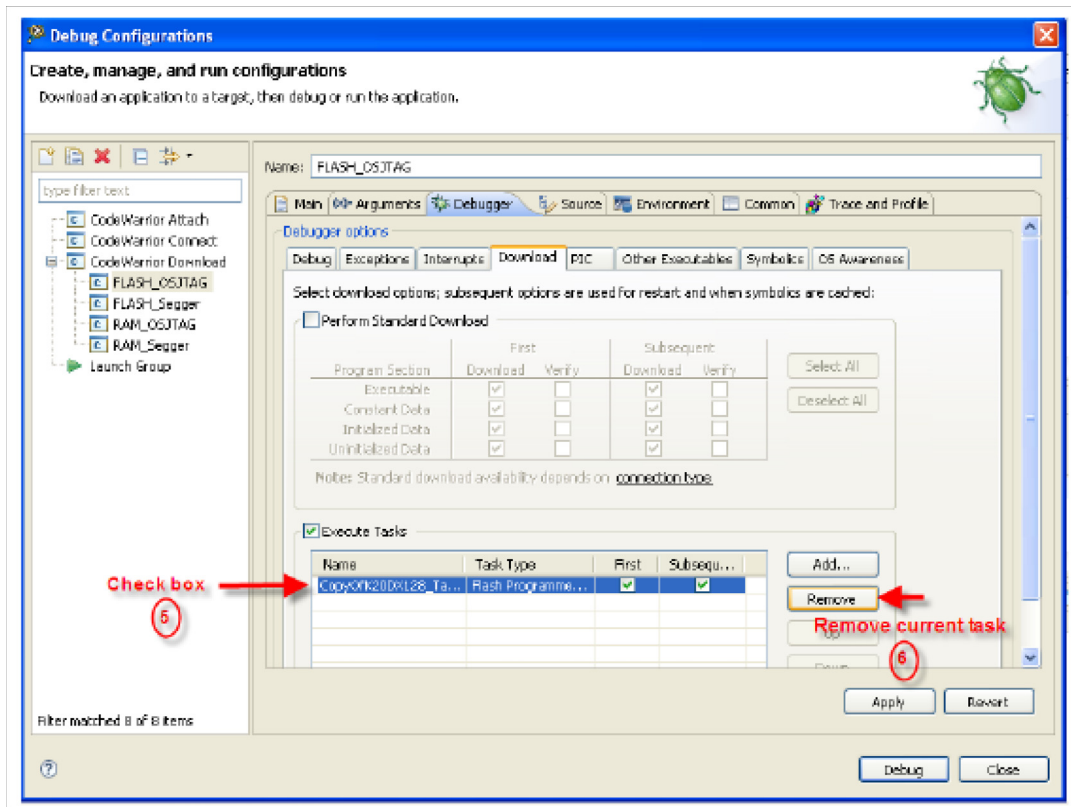 Debug Configurations
Create, manage, and run configurations
Download an application to a target, then debug or run the application.
type filter text
CodeWarrior Attach
CodeWarrior Connect
CodeWarrior Download
FLASH_OSJTAG
FLASH_Segger
RAM_OSJTAG
RAM_Segger
Launch Group
Filter matched 8 of 8 items
Name: FLASH_OSJTAG
Main Arguments Debugger Source Environment Common Trace and Profile
Debugger options
Debug Exceptions Interrupts Download PIC Other Executables Symbolics OS Awareness
Select download options; subsequent options are used for restart and when symbolics are cached:
Perform Standard Download
First Subsequent
Program Section Download Verify Download Verify
Executable
Constant Data
Initialized Data
Uninitialized Data
Select All
Deselect All
Note: Standard download availability depends on connection type.
Execute Tasks
Name Task Type First Subsequ...
CopyOfK20DX128_Ta... Flash Programme...
Add...
Remove
Up
Down
Check box
5
Remove current task
6
Apply Revert
Debug Close